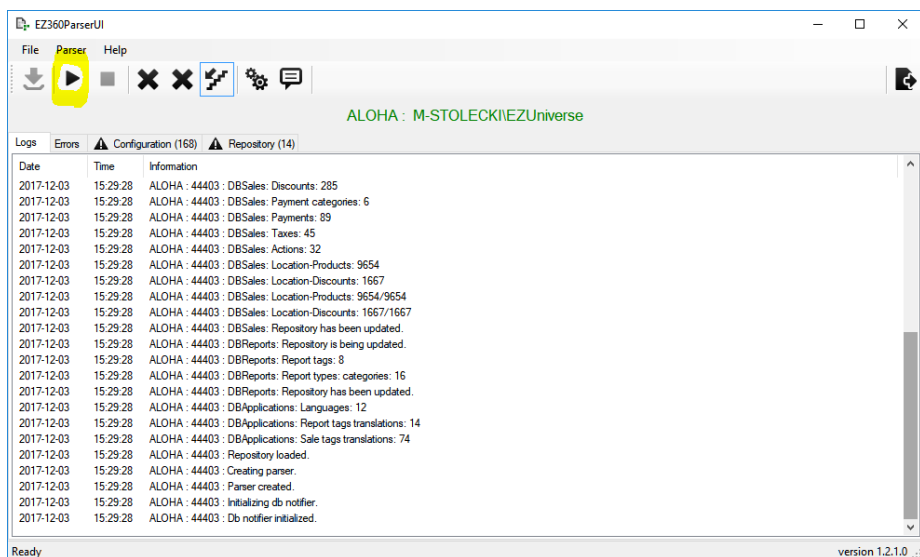 EZ360ParserUI
File Parser Help
ALOHA : M-STOLECKI\EZUniverse
Logs Errors Configuration (168) Repository (14)
Date Time Information
2017-12-03 15:29:28 ALOHA : 44403 : DBSales: Discounts: 285
2017-12-03 15:29:28 ALOHA : 44403 : DBSales: Payment categories: 6
2017-12-03 15:29:28 ALOHA : 44403 : DBSales: Payments: 89
2017-12-03 15:29:28 ALOHA : 44403 : DBSales: Taxes: 45
2017-12-03 15:29:28 ALOHA : 44403 : DBSales: Actions: 32
2017-12-03 15:29:28 ALOHA : 44403 : DBSales: Location-Products: 9654
2017-12-03 15:29:28 ALOHA : 44403 : DBSales: Location-Discounts: 1667
2017-12-03 15:29:28 ALOHA : 44403 : DBSales: Location-Products: 9654/9654
2017-12-03 15:29:28 ALOHA : 44403 : DBSales: Location-Discounts: 1667/1667
2017-12-03 15:29:28 ALOHA : 44403 : DBSales: Repository has been updated.
2017-12-03 15:29:28 ALOHA : 44403 : DBReports: Repository is being updated.
2017-12-03 15:29:28 ALOHA : 44403 : DBReports: Report tags: 8
2017-12-03 15:29:28 ALOHA : 44403 : DBReports: Report types: categories: 16
2017-12-03 15:29:28 ALOHA : 44403 : DBReports: Repository has been updated.
2017-12-03 15:29:28 ALOHA : 44403 : DBApplications: Languages: 12
2017-12-03 15:29:28 ALOHA : 44403 : DBApplications: Report tags translations: 14
2017-12-03 15:29:28 ALOHA : 44403 : DBApplications: Sale tags translations: 74
2017-12-03 15:29:28 ALOHA : 44403 : Repository loaded.
2017-12-03 15:29:28 ALOHA : 44403 : Creating parser.
2017-12-03 15:29:28 ALOHA : 44403 : Parser created.
2017-12-03 15:29:28 ALOHA : 44403 : Initializing db notifier.
2017-12-03 15:29:28 ALOHA : 44403 : Db notifier initialized.
Ready version 1.2.1.0